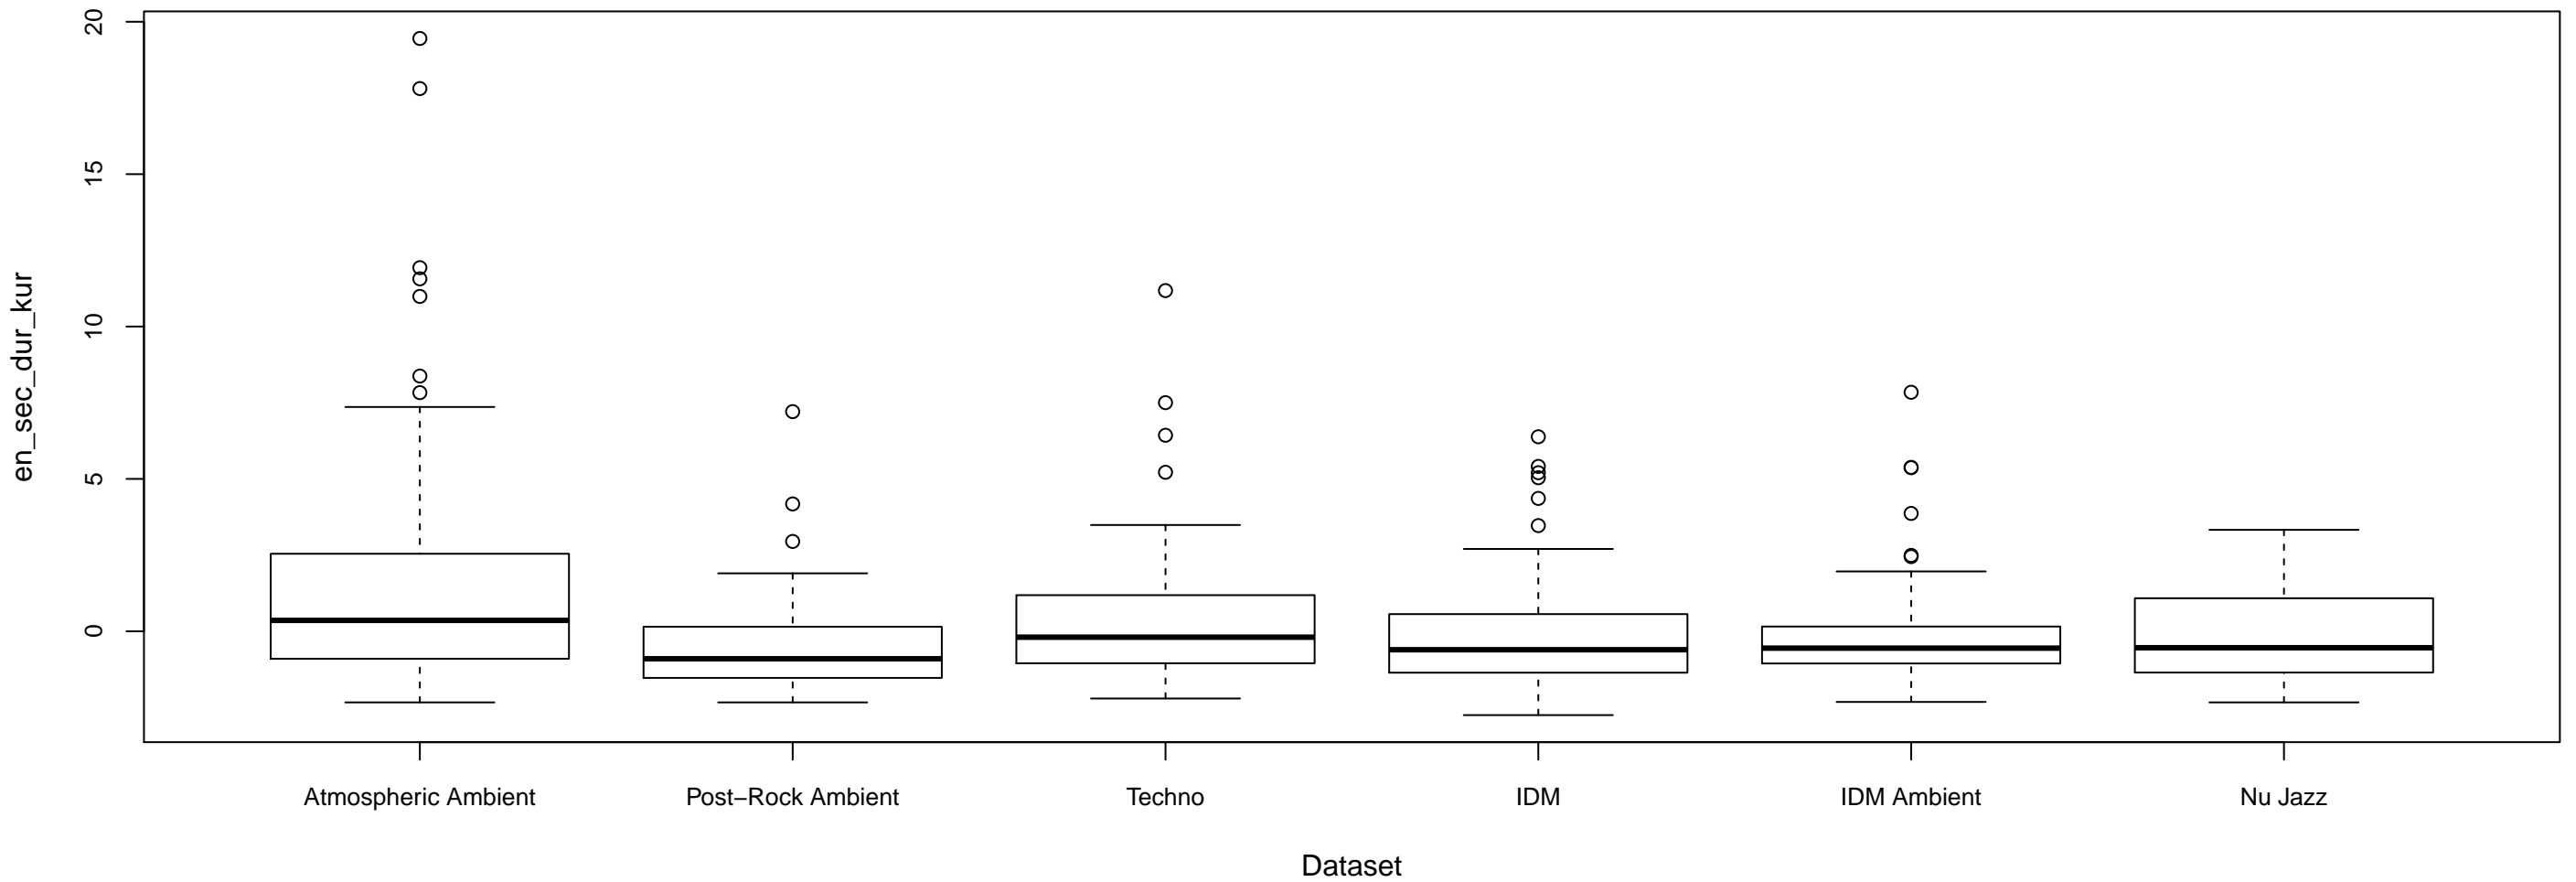 en_sec_dur_kur
20
15
10
5
0
Atmospheric Ambient
Post−Rock Ambient
Techno
IDM
IDM Ambient
Nu Jazz
Dataset